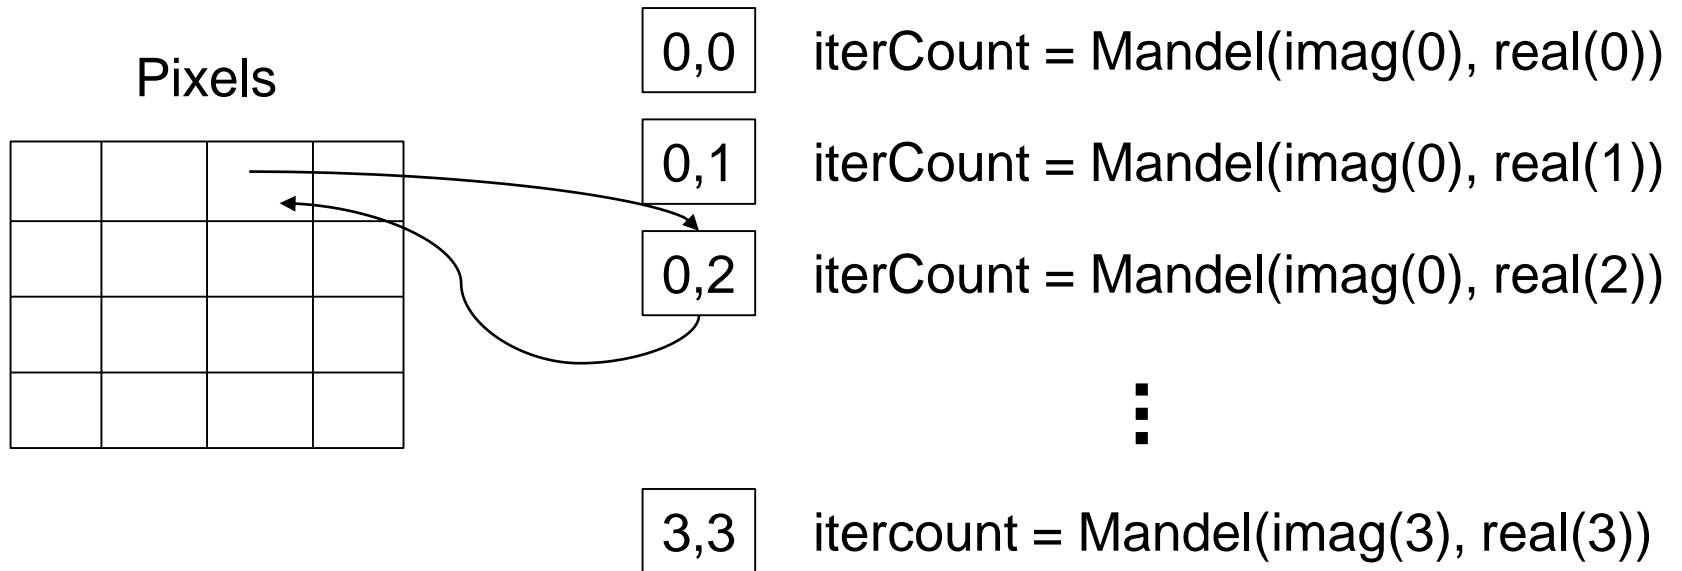 Pixels
0,0 iterCount = Mandel(imag(0), real(0))
0,1 iterCount = Mandel(imag(0), real(1))
0,2 iterCount = Mandel(imag(0), real(2))
3,3 itercount = Mandel(imag(3), real(3))